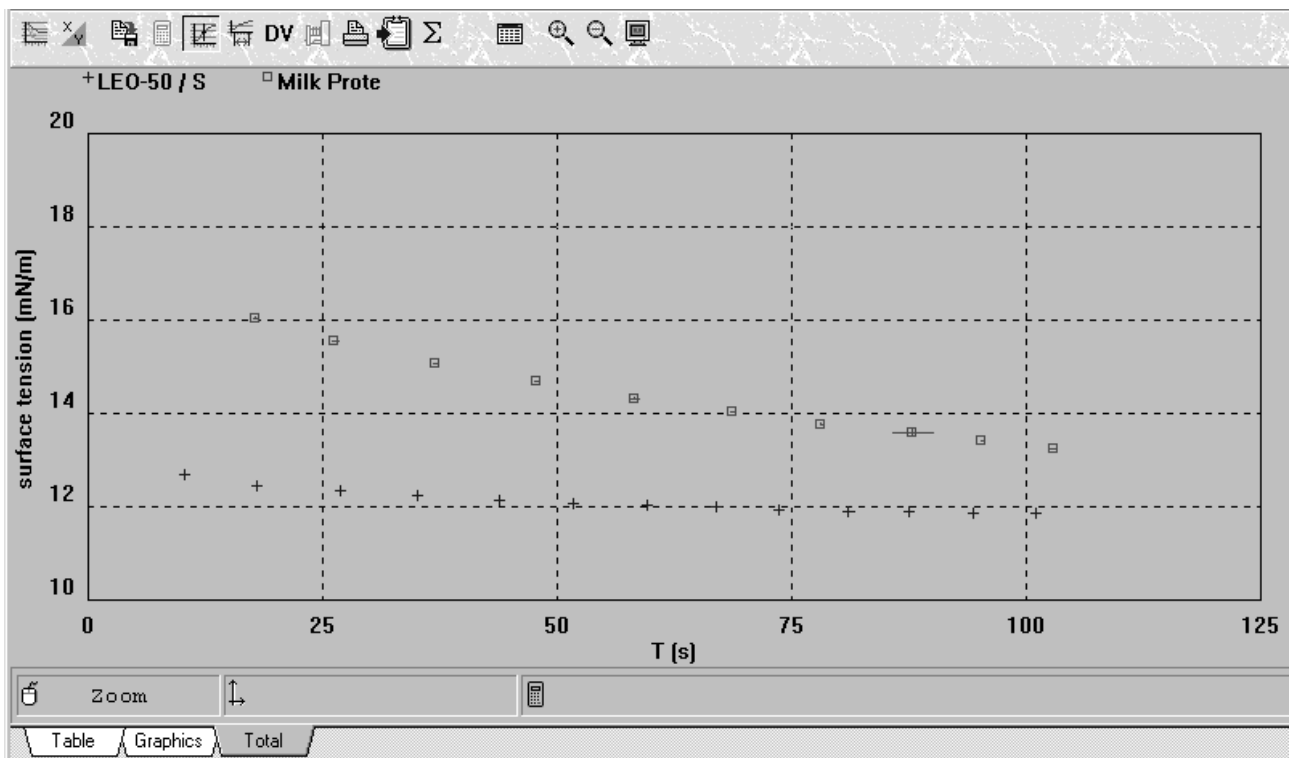 X Y DV Σ
+ LEO-50 / S □ Milk Prote
20
18
16
14
12
10
surface tension (mN/m)
0 25 50 75 100 125
T (s)
Zoom
Table Graphics Total